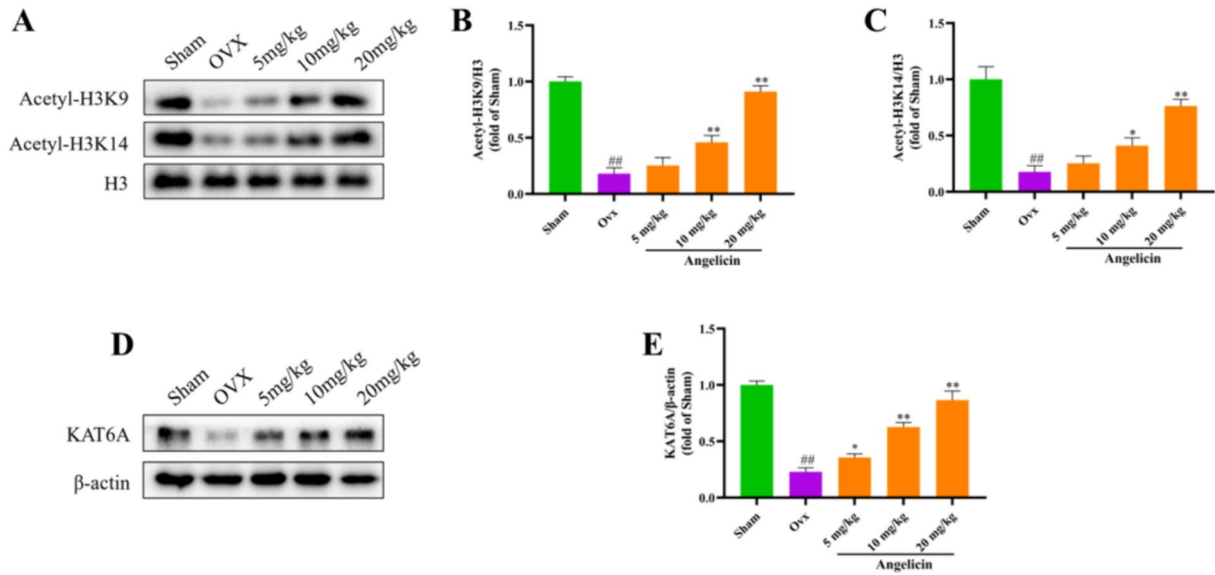 A
Sham OVX 5mg/kg 10mg/kg 20mg/kg
Acetyl-H3K9
Acetyl-H3K14
H3
B
Acetyl-H3K9/H3
(fold of Sham)
1.5
1.0
0.5
0.0
##
**
**
Sham Ovx 5 mg/kg 10 mg/kg 20 mg/kg
Angelicin
C
Acetyl-H3K14/H3
(fold of Sham)
1.5
1.0
0.5
0.0
##
*
**
Sham Ovx 5 mg/kg 10 mg/kg 20 mg/kg
Angelicin
D
Sham OVX 5mg/kg 10mg/kg 20mg/kg
KAT6A
β-actin
E
KAT6A/β-actin
(fold of Sham)
1.5
1.0
0.5
0.0
##
*
**
**
Sham Ovx 5 mg/kg 10 mg/kg 20 mg/kg
Angelicin